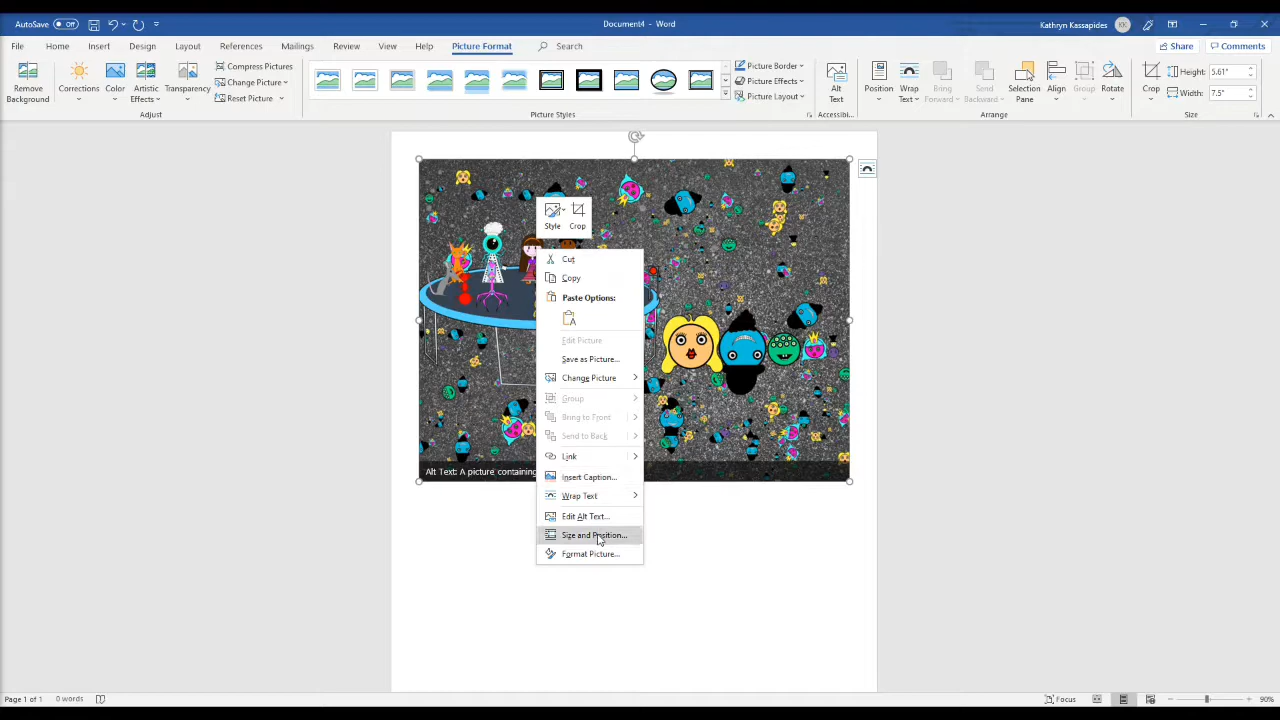 AutoSave Off
Document4 - Word
Kathryn Kassapides KK
File Home Insert Design Layout References Mailings Review View Help Picture Format Search
Share Comments
Remove Background
Corrections
Color
Artistic Effects
Transparency
Compress Pictures
Change Picture
Reset Picture
Adjust
Picture Styles
Picture Border
Picture Effects
Picture Layout
Alt Text
Accessibi...
Position
Wrap Text
Bring Forward
Send Backward
Selection Pane
Align
Group
Rotate
Arrange
Crop
Height: 5.61"
Width: 7.5"
Size
Style Crop
Cut
Copy
Paste Options:
Edit Picture
Save as Picture...
Change Picture
Group
Bring to Front
Send to Back
Link
Insert Caption...
Wrap Text
Edit Alt Text...
Size and Position...
Format Picture...
Alt Text: A picture containing
Page 1 of 1 0 words
Focus
90%